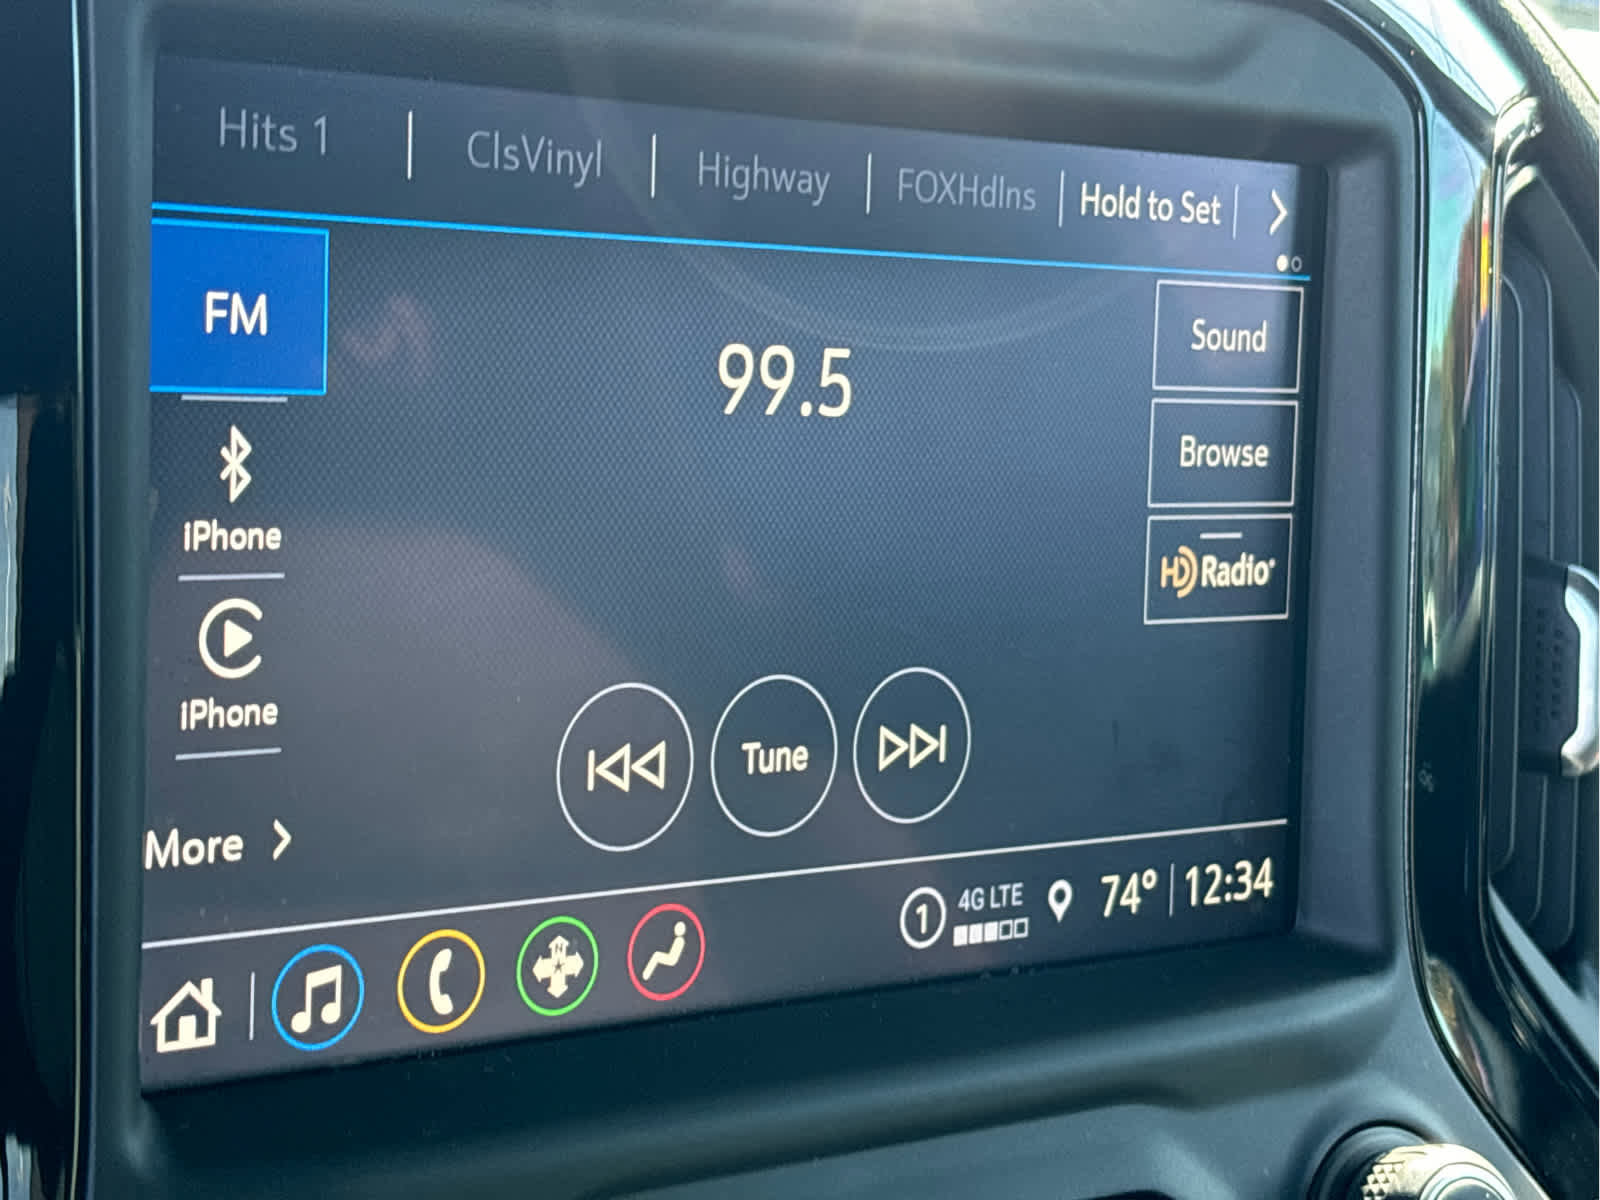 Hits 1 | ClsVinyl | Highway | FOXHdlns | Hold to Set |
FM
99.5
Sound
Browse
HD Radio
iPhone
iPhone
More
Tune
1 4G LTE 74° | 12:34
N